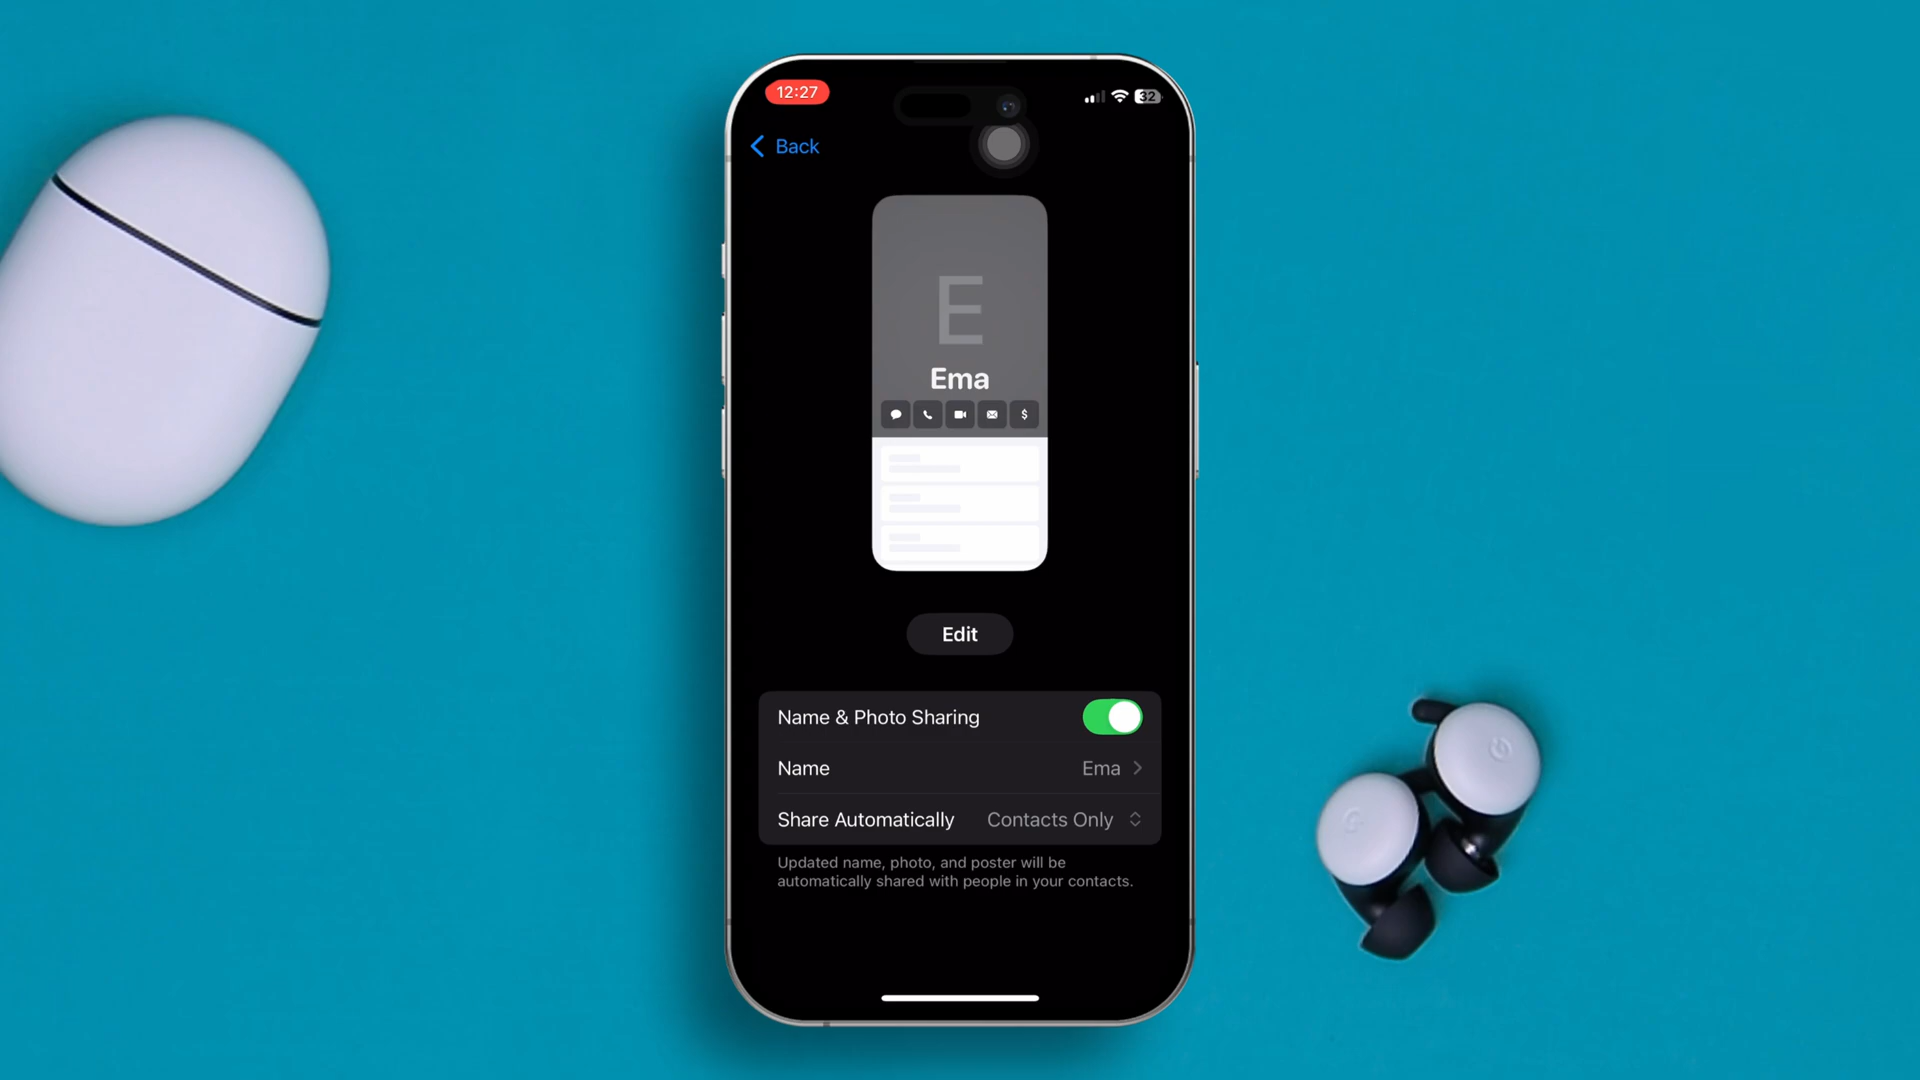 12:27
32
Back
E
Ema
$
Edit
Name & Photo Sharing
Name Ema
Share Automatically Contacts Only
Updated name, photo, and poster will be
automatically shared with people in your contacts.